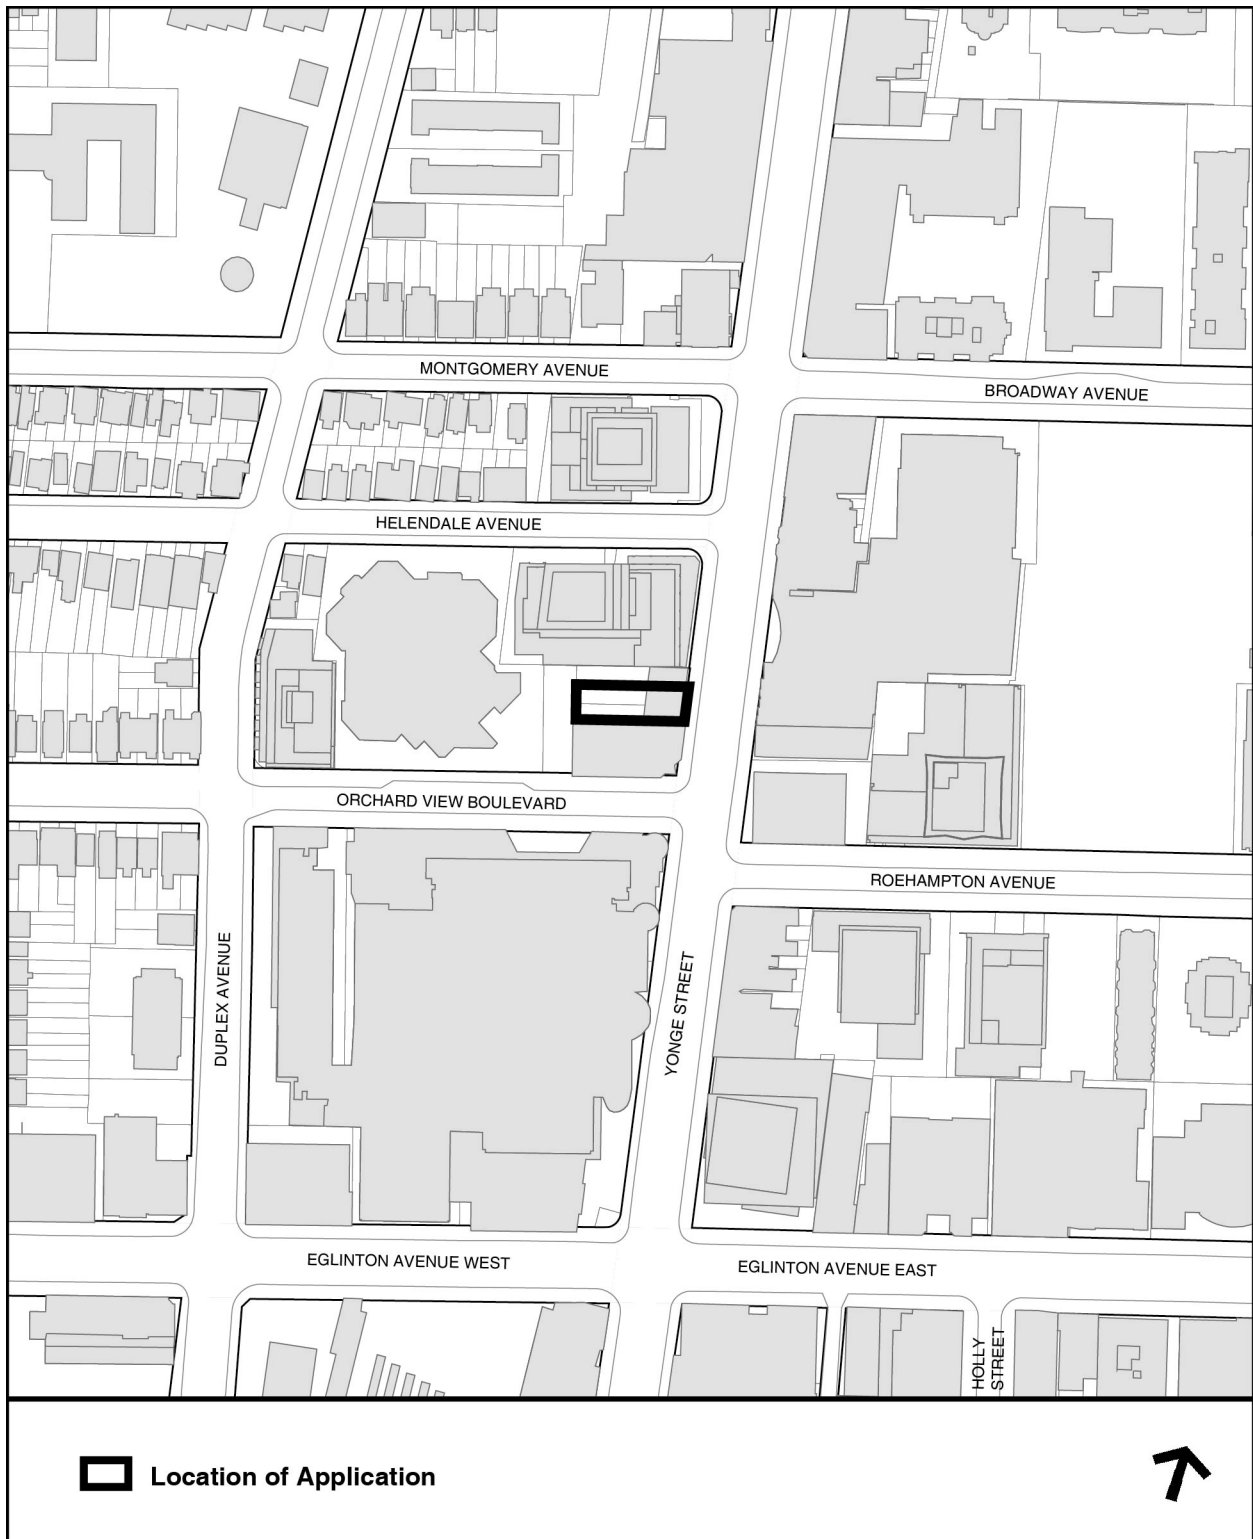 MONTGOMERY AVENUE
BROADWAY AVENUE
HELENDALE AVENUE
ORCHARD VIEW BOULEVARD
ROEHAMPTON AVENUE
DUPLEX AVENUE
YONGE STREET
EGLINTON AVENUE WEST
EGLINTON AVENUE EAST
HOLLY
STREET
Location of Application